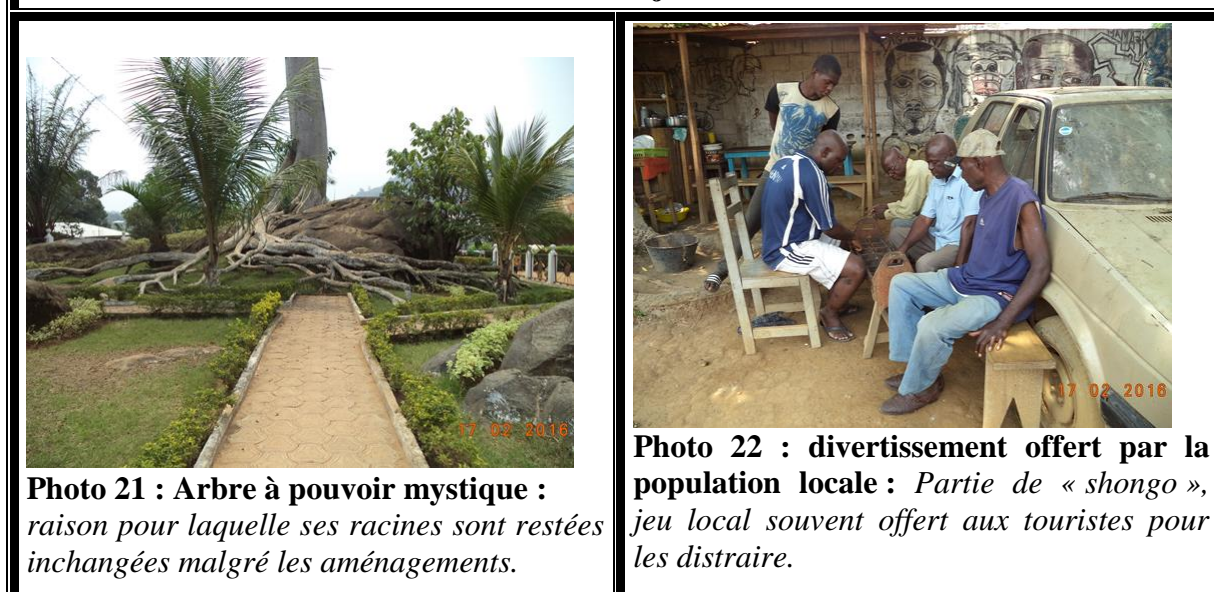 17 02 2016
Photo 21 : Arbre à pouvoir mystique :
raison pour laquelle ses racines sont restées
inchangées malgré les aménagements.
17 02 2016
Photo 22 : divertissement offert par la
population locale : Partie de « shongo »,
jeu local souvent offert aux touristes pour
les distraire.